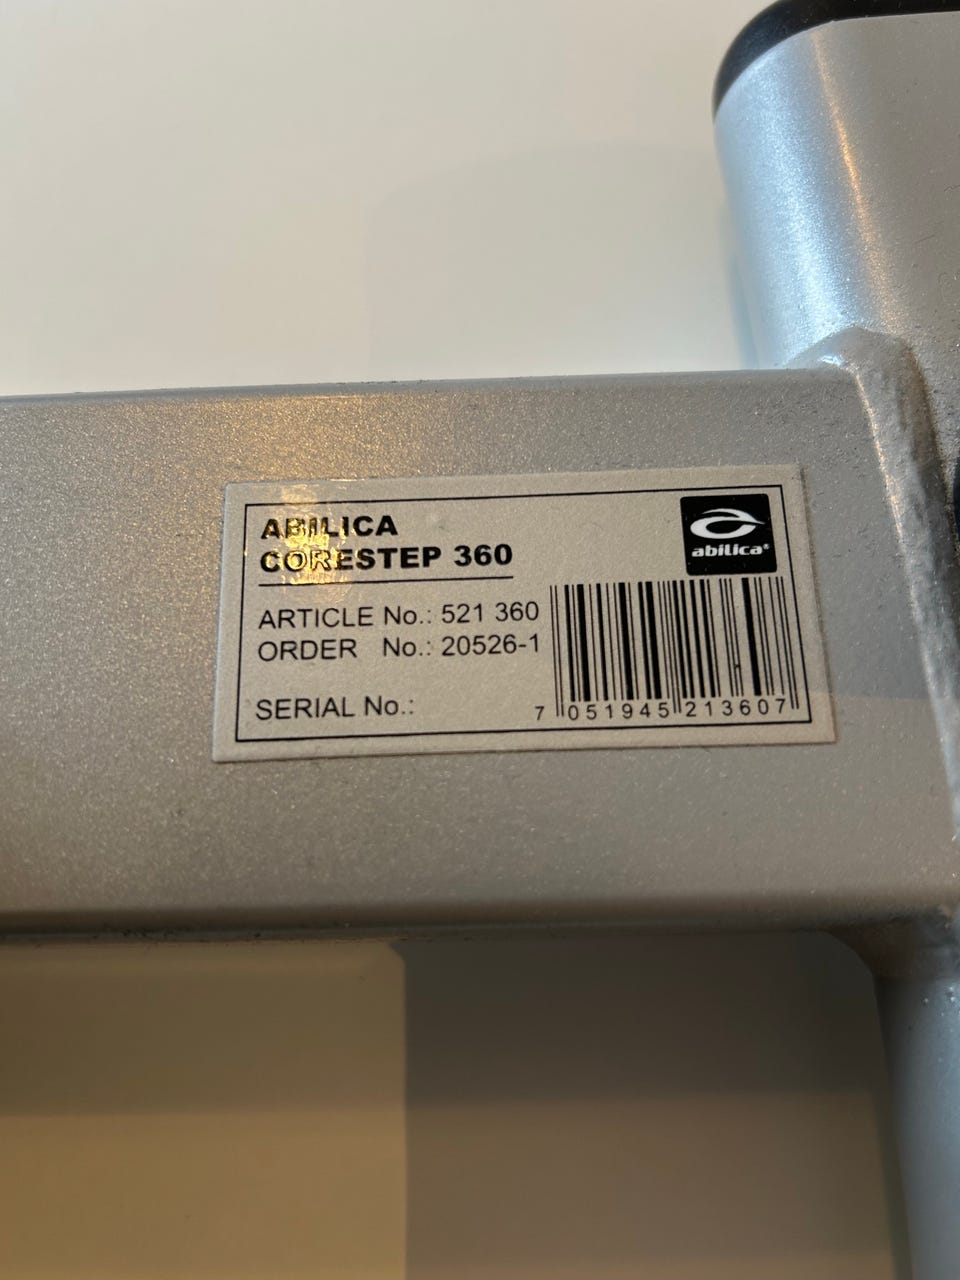 ABILICA
CORESTEP 360
abilica®
ARTICLE No.: 521 360
ORDER No.: 20526-1
SERIAL No.:
7 051945 213607